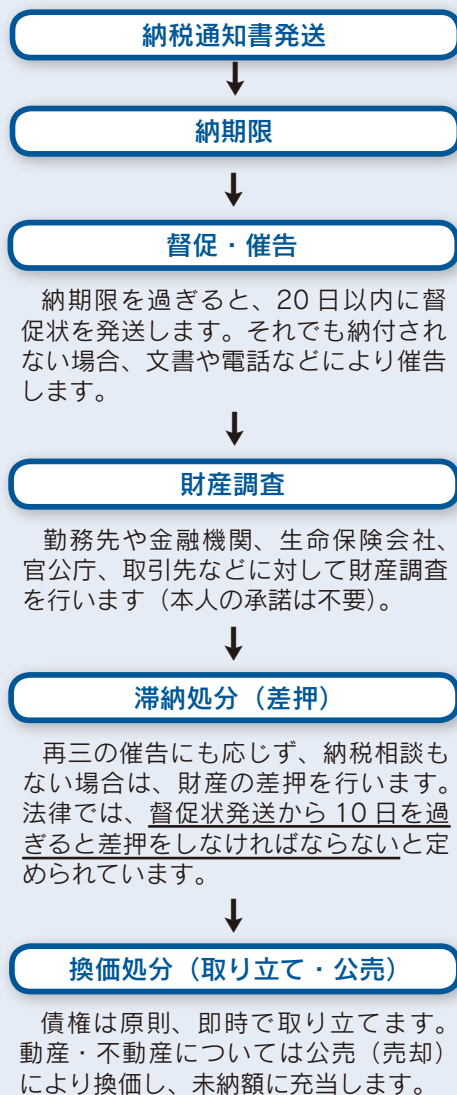 納税通知書発送
納期限
督促・催告
納期限を過ぎると、20 日以内に督
促状を発送します。それでも納付され
ない場合、文書や電話などにより催告
します。
財産調査
勤務先や金融機関、生命保険会社、
官公庁、取引先などに対して財産調査
を行います（本人の承諾は不要）。
滞納処分（差押）
再三の催告にも応じず、納税相談も
ない場合は、財産の差押を行います。
法律では、督促状発送から 10 日を過
ぎると差押をしなければならないと定
められています。
換価処分（取り立て・公売）
債権は原則、即時で取り立てます。
動産・不動産については公売（売却）
により換価し、未納額に充当します。